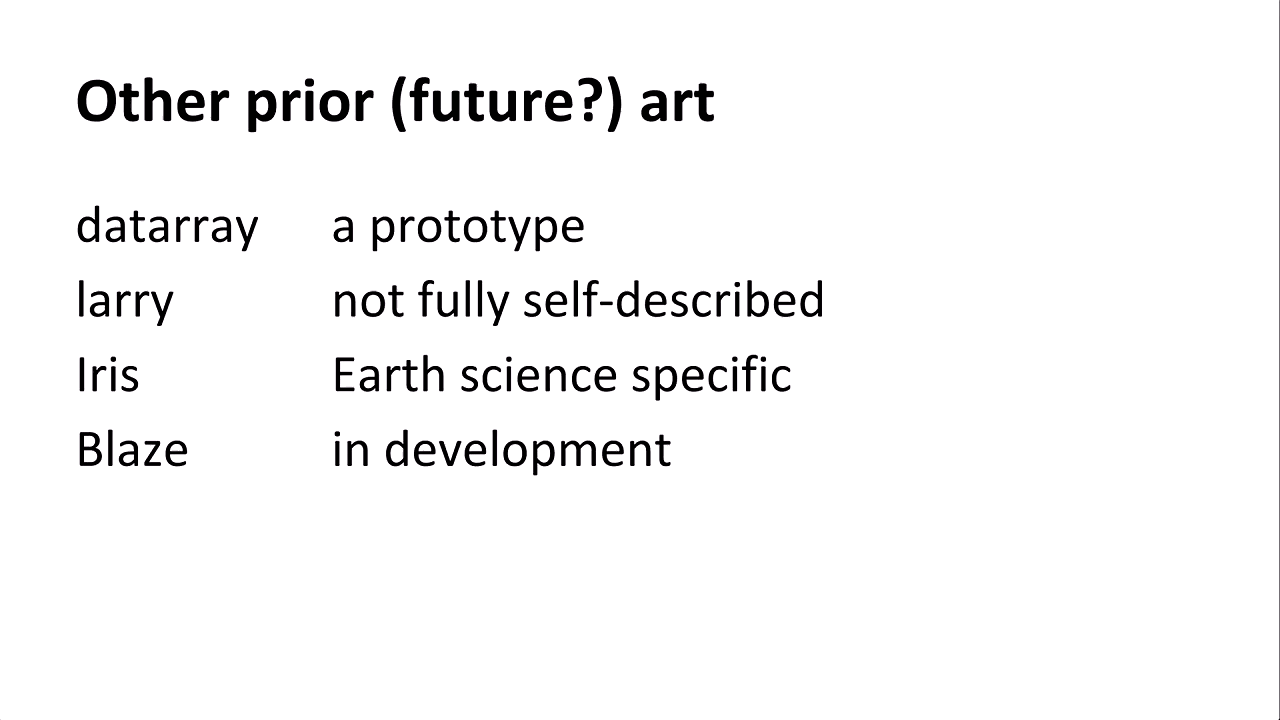 Other prior (future?) art
datarray a prototype
larry not fully self-described
Iris Earth science specific
Blaze in development